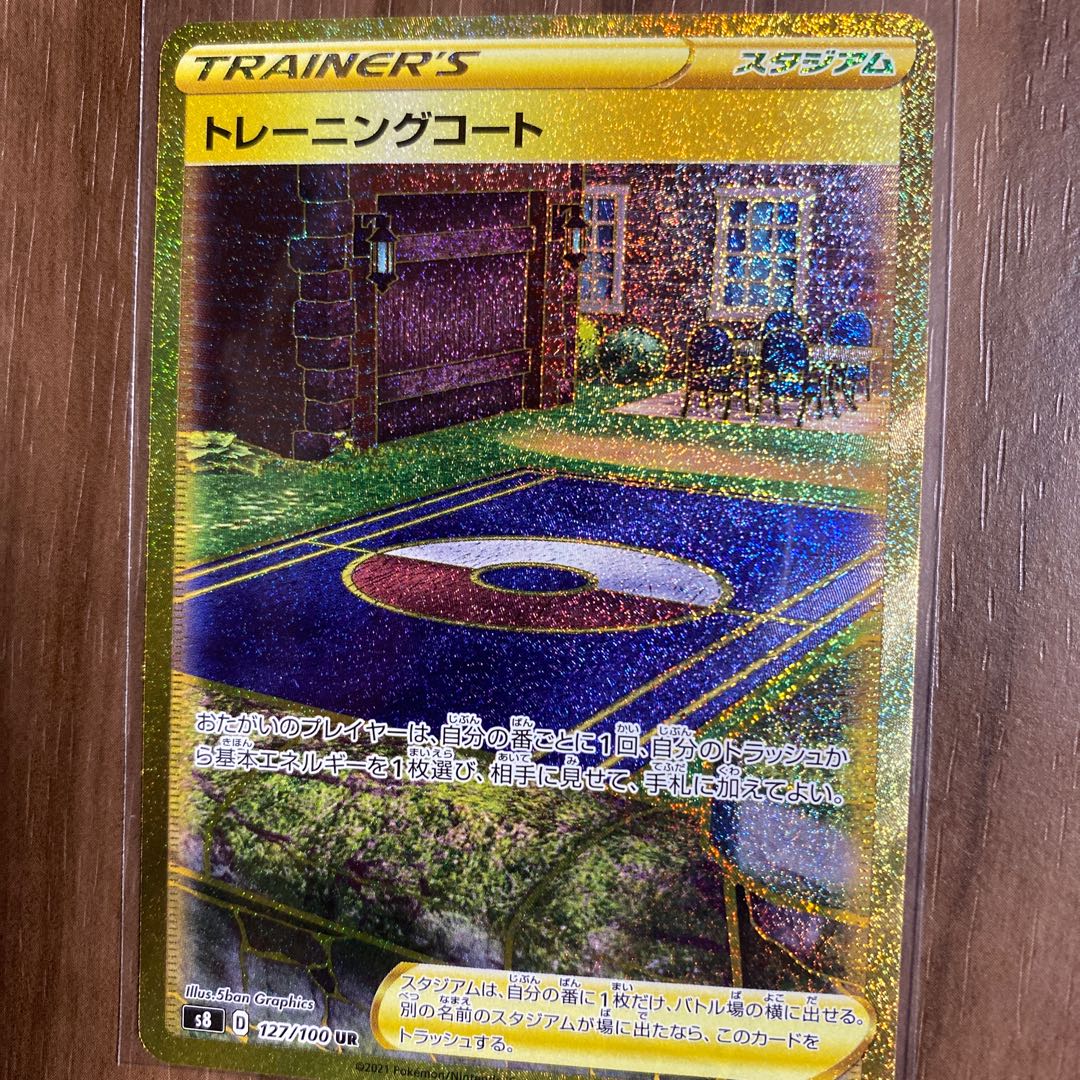 TRAINER'S スタジアム
トレーニングコート
おたがいのプレイヤーは、自分の番ごとに1回、自分のトラッシュか
ら基本エネルギーを1枚選び、相手に見せて、手札に加えてよい。
Illus.5ban Graphics
s8 D 127/100 UR
スタジアムは、自分の番に1枚だけ、バトル場の横に出せる。
別の名前のスタジアムが場に出たなら、このカードを
トラッシュする。
©2021 Pokémon/Nintendo